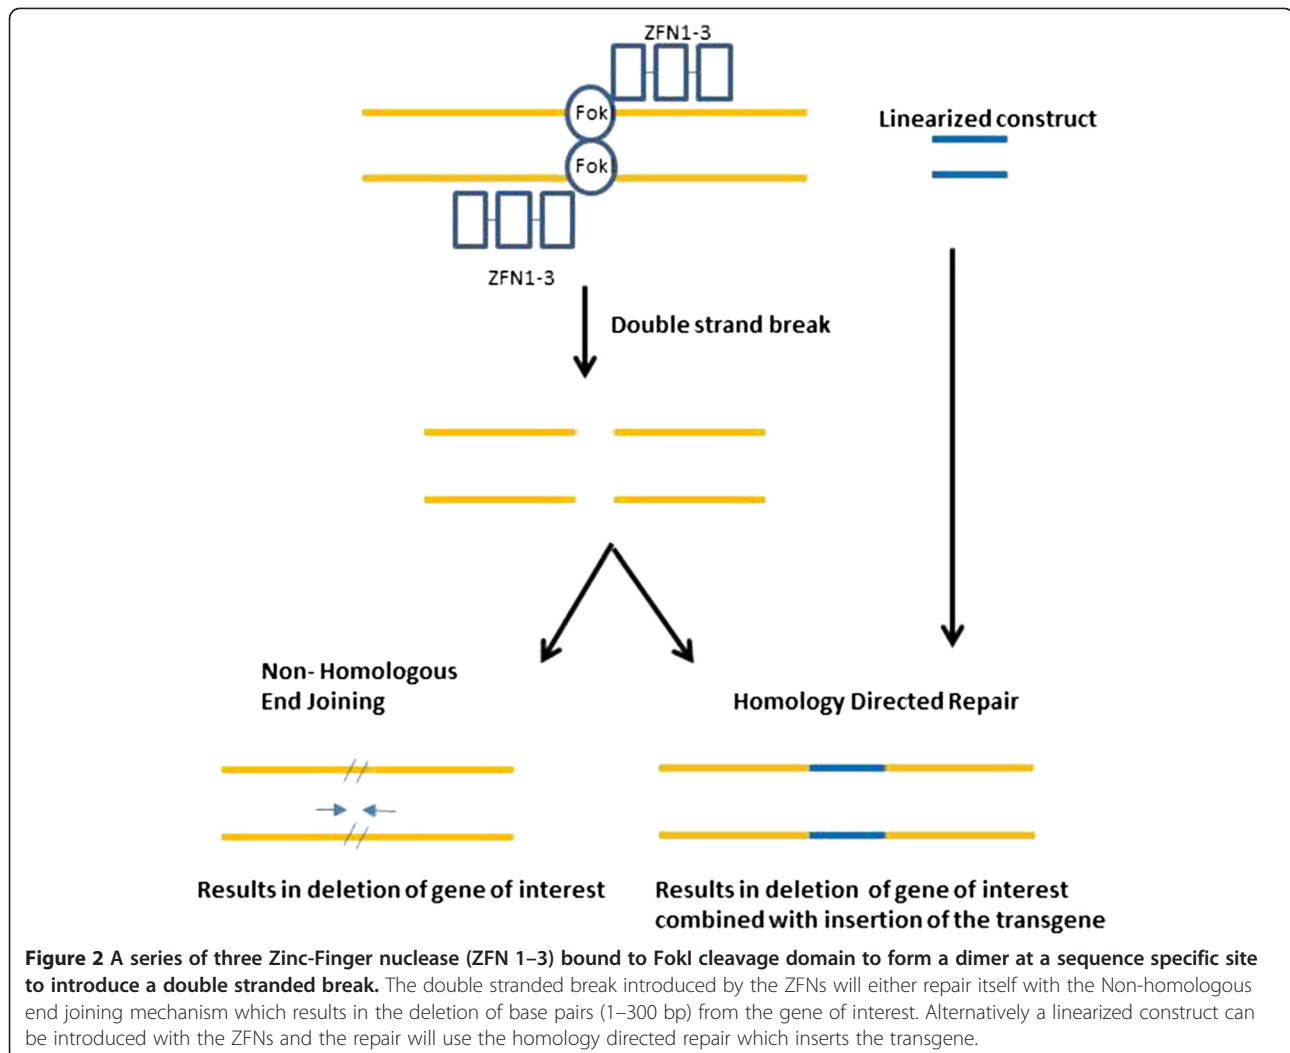 ZFN1-3
Fok
Linearized construct
Fok
ZFN1-3
Double strand break
Non- Homologous
End Joining
Homology Directed Repair
Results in deletion of gene of interest
Results in deletion of gene of interest
combined with insertion of the transgene
Figure 2 A series of three Zinc-Finger nuclease (ZFN 1–3) bound to FokI cleavage domain to form a dimer at a sequence specific site
to introduce a double stranded break. The double stranded break introduced by the ZFNs will either repair itself with the Non-homologous
end joining mechanism which results in the deletion of base pairs (1–300 bp) from the gene of interest. Alternatively a linearized construct can
be introduced with the ZFNs and the repair will use the homology directed repair which inserts the transgene.